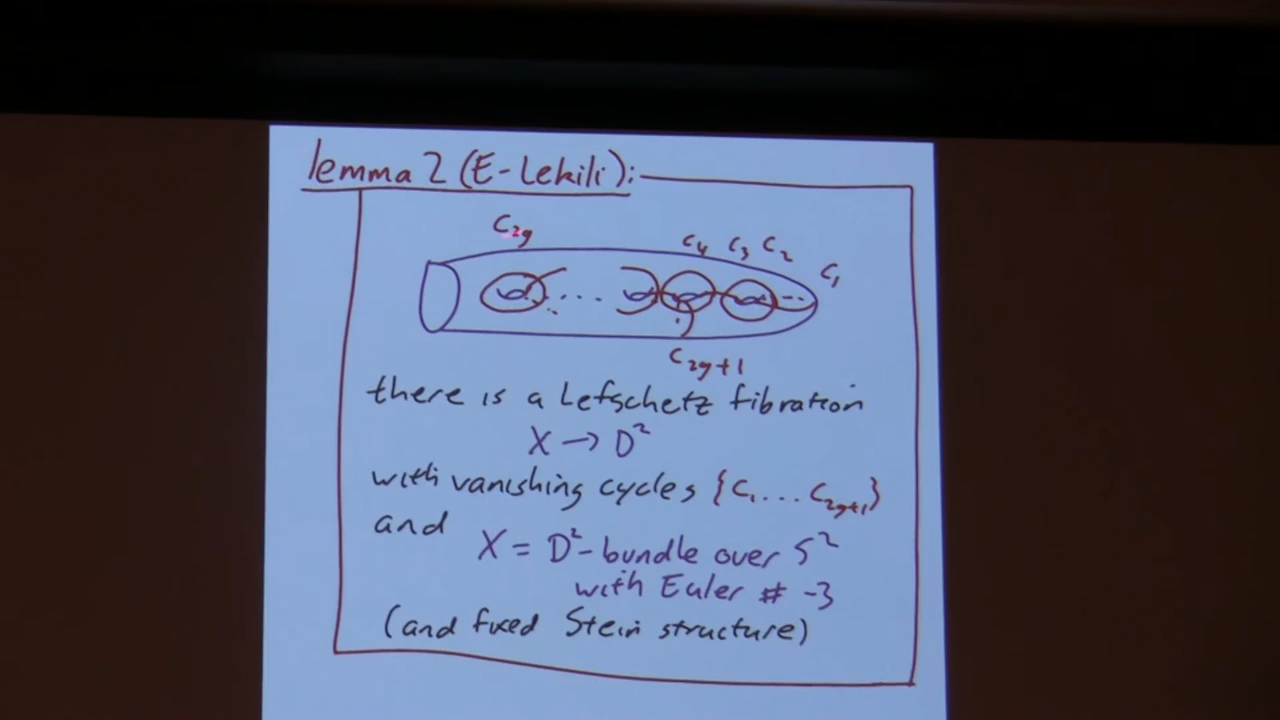 lemma 2 (E-Lekili):
C2g C4 C3 C2 C1
...
C2g+1
there is a Lefschetz fibration
X → D²
with vanishing cycles {C1 ... C2g+1}
and
X = D²-bundle over S²
with Euler # -3
(and fixed Stein structure)